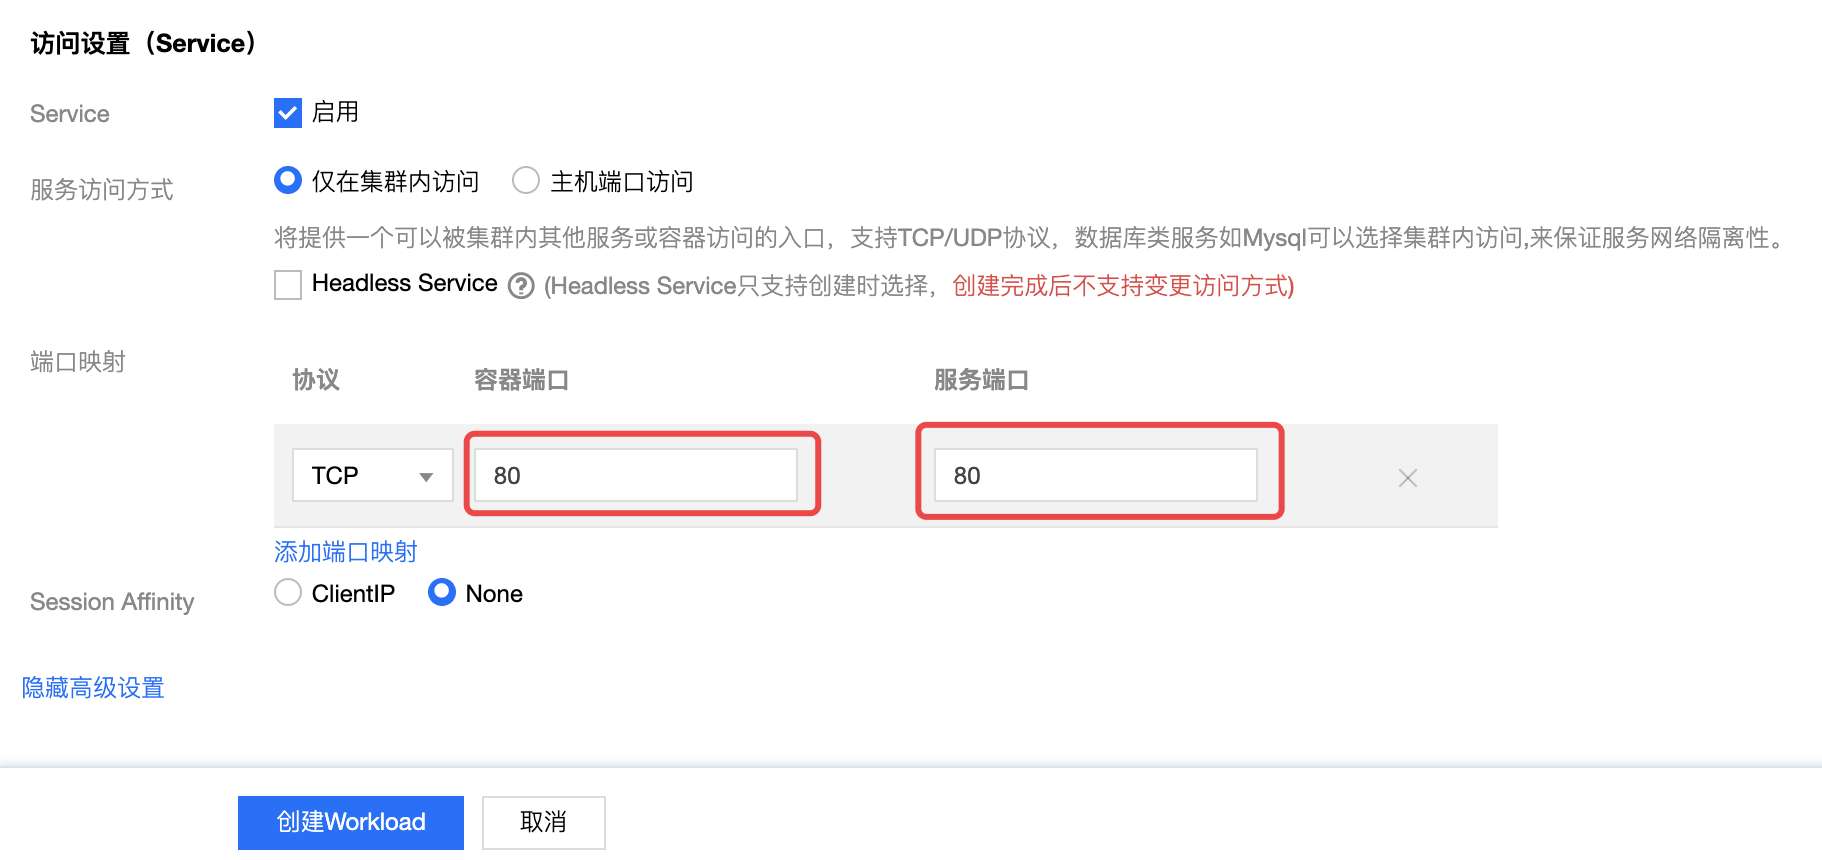 访问设置（Service）
Service
启用
服务访问方式
仅在集群内访问 主机端口访问
将提供一个可以被集群内其他服务或容器访问的入口，支持TCP/UDP协议，数据库类服务如Mysql可以选择集群内访问,来保证服务网络隔离性。
Headless Service ? (Headless Service只支持创建时选择，创建完成后不支持变更访问方式)
端口映射
协议 容器端口 服务端口
TCP 80 80
添加端口映射
Session Affinity
ClientIP None
隐藏高级设置
创建Workload 取消